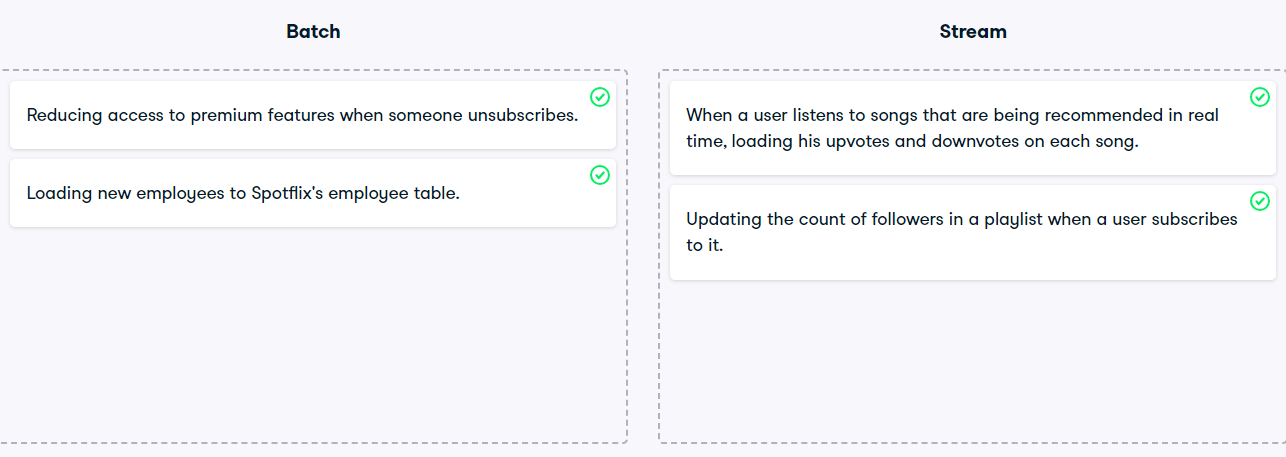 Batch
Stream
Reducing access to premium features when someone unsubscribes.
Loading new employees to Spotflix's employee table.
When a user listens to songs that are being recommended in real
time, loading his upvotes and downvotes on each song.
Updating the count of followers in a playlist when a user subscribes
to it.